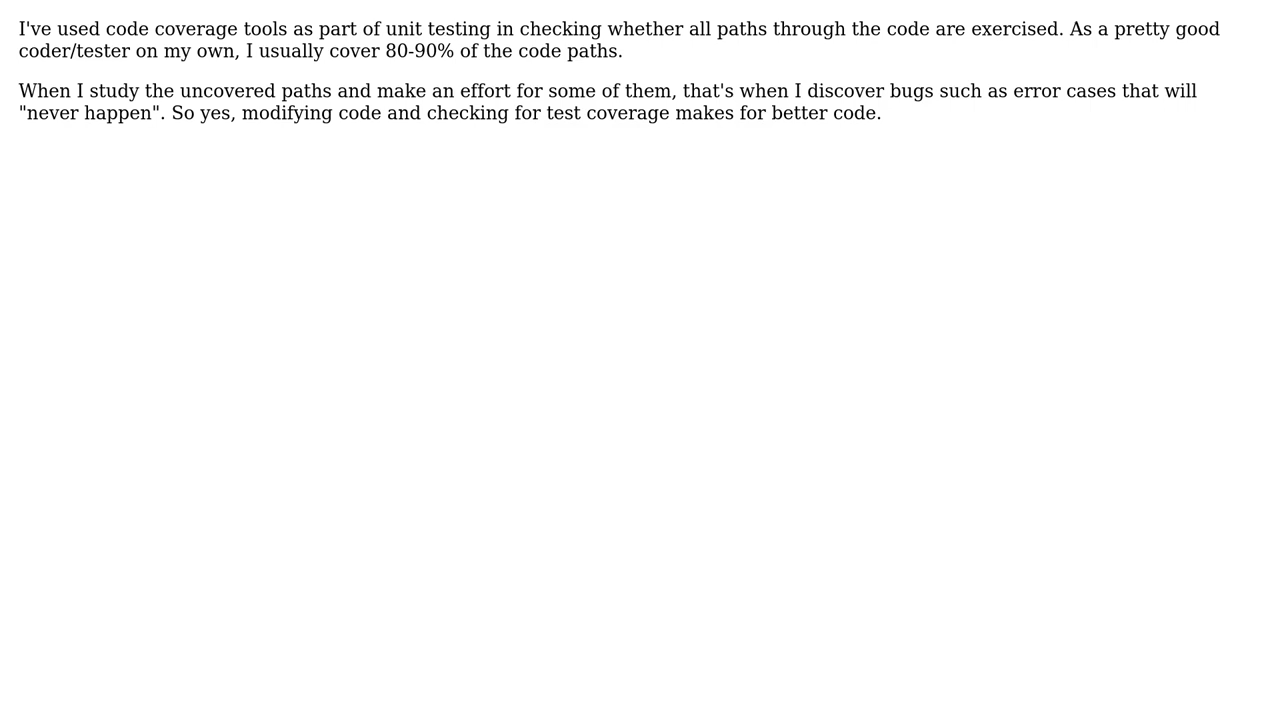 I've used code coverage tools as part of unit testing in checking whether all paths through the code are exercised. As a pretty good
coder/tester on my own, I usually cover 80-90% of the code paths.
When I study the uncovered paths and make an effort for some of them, that's when I discover bugs such as error cases that will
"never happen". So yes, modifying code and checking for test coverage makes for better code.